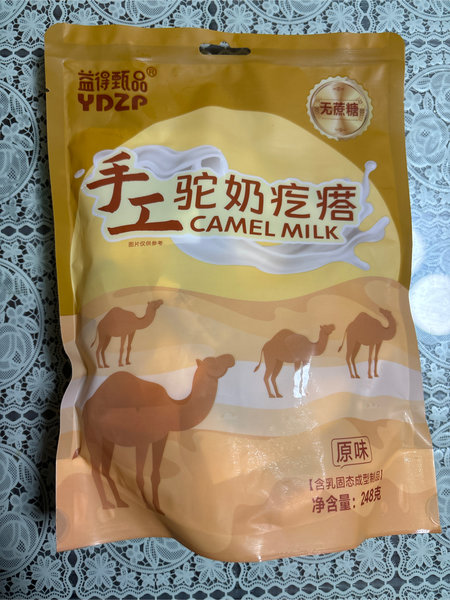 益得甄品®
YDZP
无蔗糖
手工驼奶疙瘩
CAMEL MILK
图片仅供参考
原味
【含乳固态成型制品】
净含量：248克